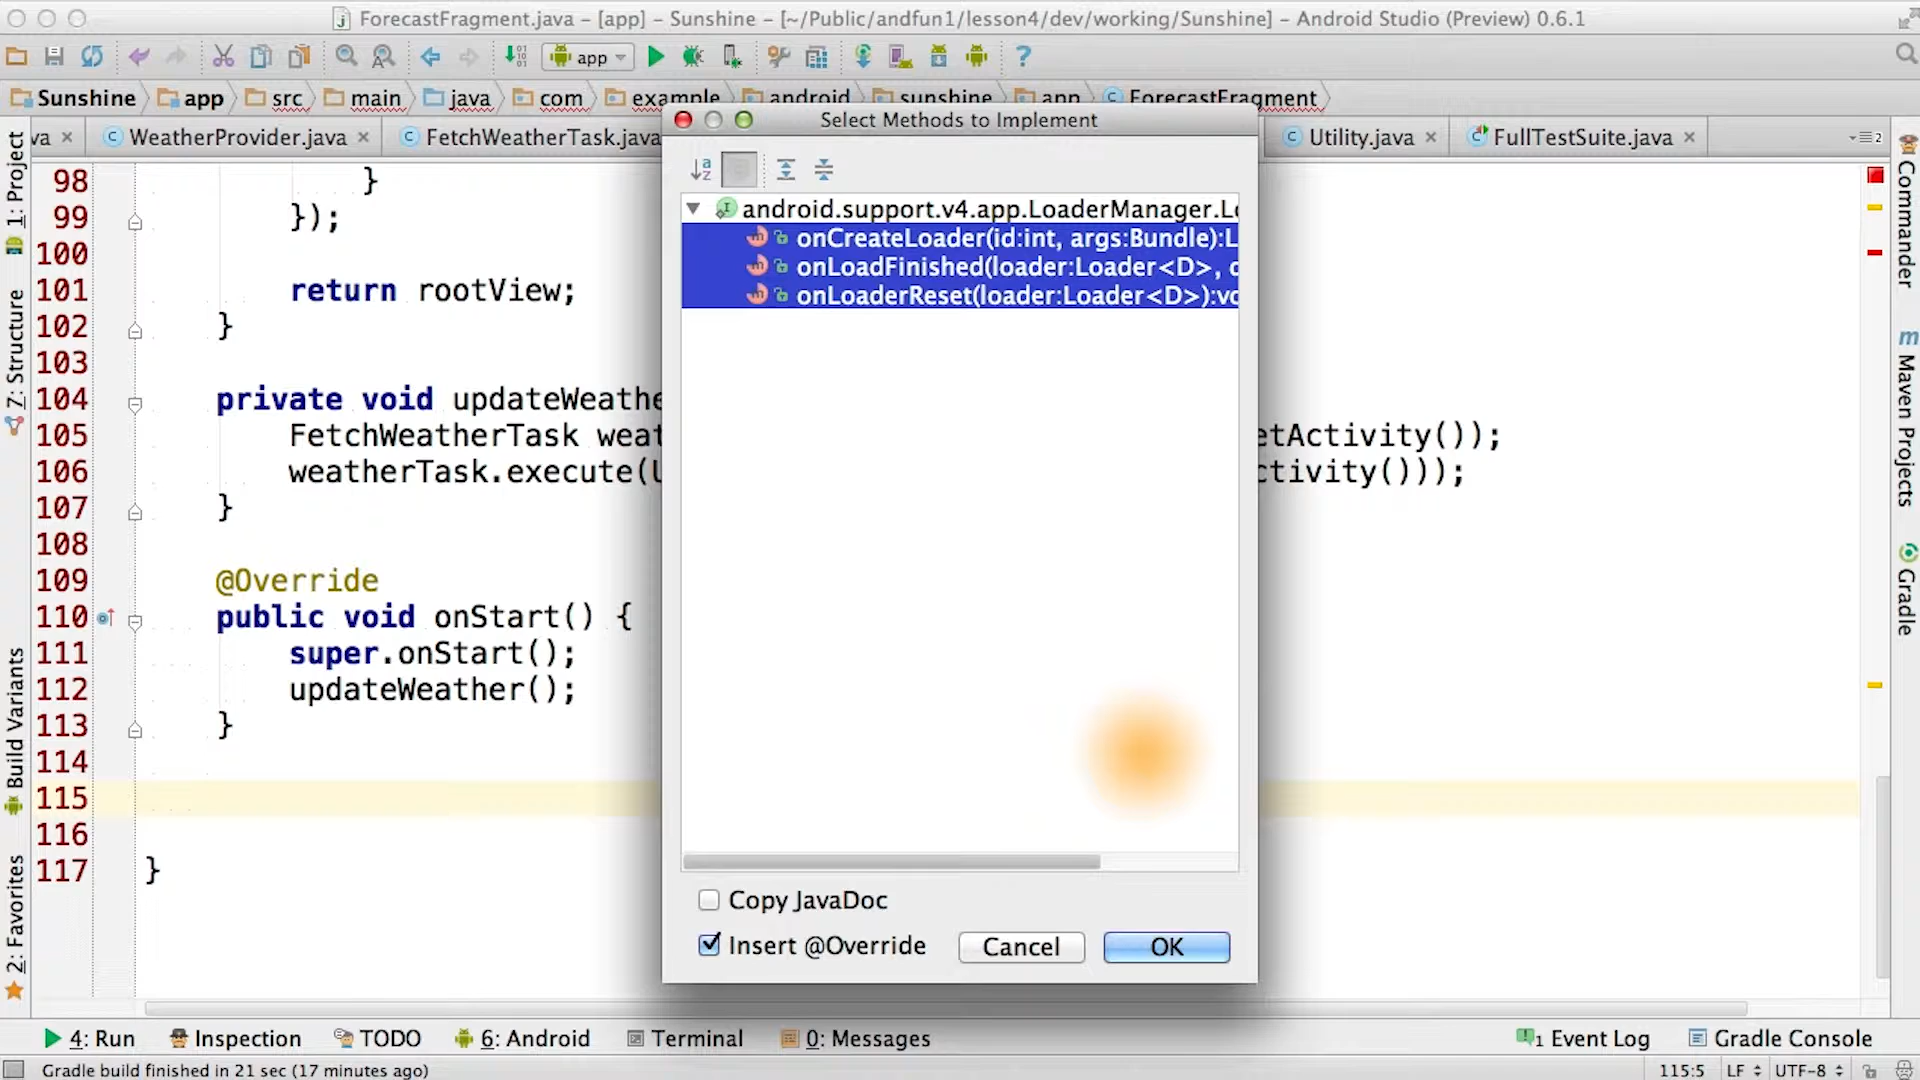 ForecastFragment.java - [app] - Sunshine - [~/Public/andfun1/lesson4/dev/working/Sunshine] - Android Studio (Preview) 0.6.1
app
Sunshine app src main java com example android sunshine app ForecastFragment
va WeatherProvider.java FetchWeatherTask.java Utility.java FullTestSuite.java 2
Select Methods to Implement
android.support.v4.app.LoaderManager.Lo
onCreateLoader(id:int, args:Bundle):L
onLoadFinished(loader:Loader<D>,
onLoaderReset(loader:Loader<D>):vo
Copy JavaDoc
Insert @Override
Cancel
OK
98 }
99 });
100
101 return rootView;
102 }
103
104 private void updateWeathe
105 FetchWeatherTask weat etActivity());
106 weatherTask.execute(U ctivity()));
107 }
108
109 @Override
110 public void onStart() {
111 super.onStart();
112 updateWeather();
113 }
114
115
116
117 }
1: Project
7: Structure
Build Variants
2: Favorites
Commander
m Maven Projects
Gradle
4: Run Inspection TODO 6: Android Terminal 0: Messages 1 Event Log Gradle Console
Gradle build finished in 21 sec (17 minutes ago) 115:5 LF UTF-8